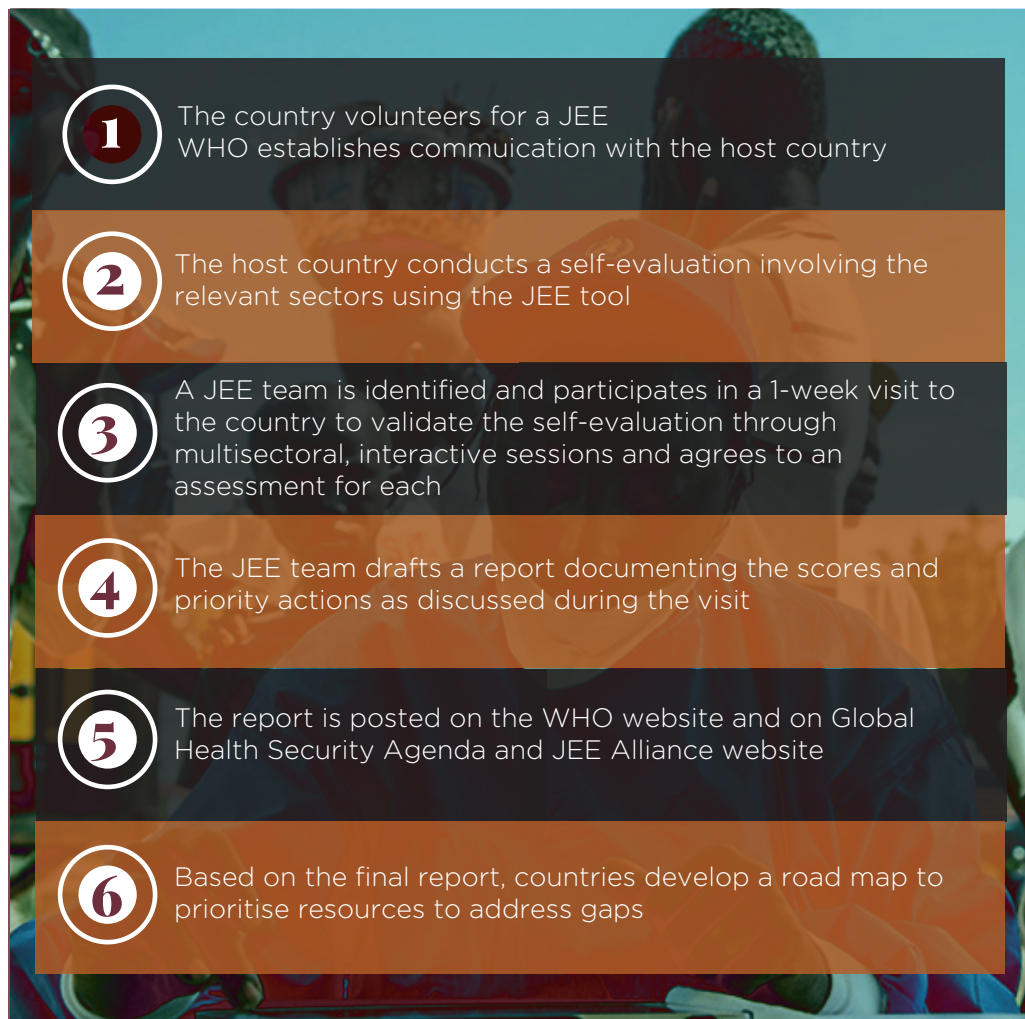 1
The country volunteers for a JEE
WHO establishes commuication with the host country
2
The host country conducts a self-evaluation involving the
relevant sectors using the JEE tool
3
A JEE team is identified and participates in a 1-week visit to
the country to validate the self-evaluation through
multisectoral, interactive sessions and agrees to an
assessment for each
4
The JEE team drafts a report documenting the scores and
priority actions as discussed during the visit
5
The report is posted on the WHO website and on Global
Health Security Agenda and JEE Alliance website
6
Based on the final report, countries develop a road map to
prioritise resources to address gaps